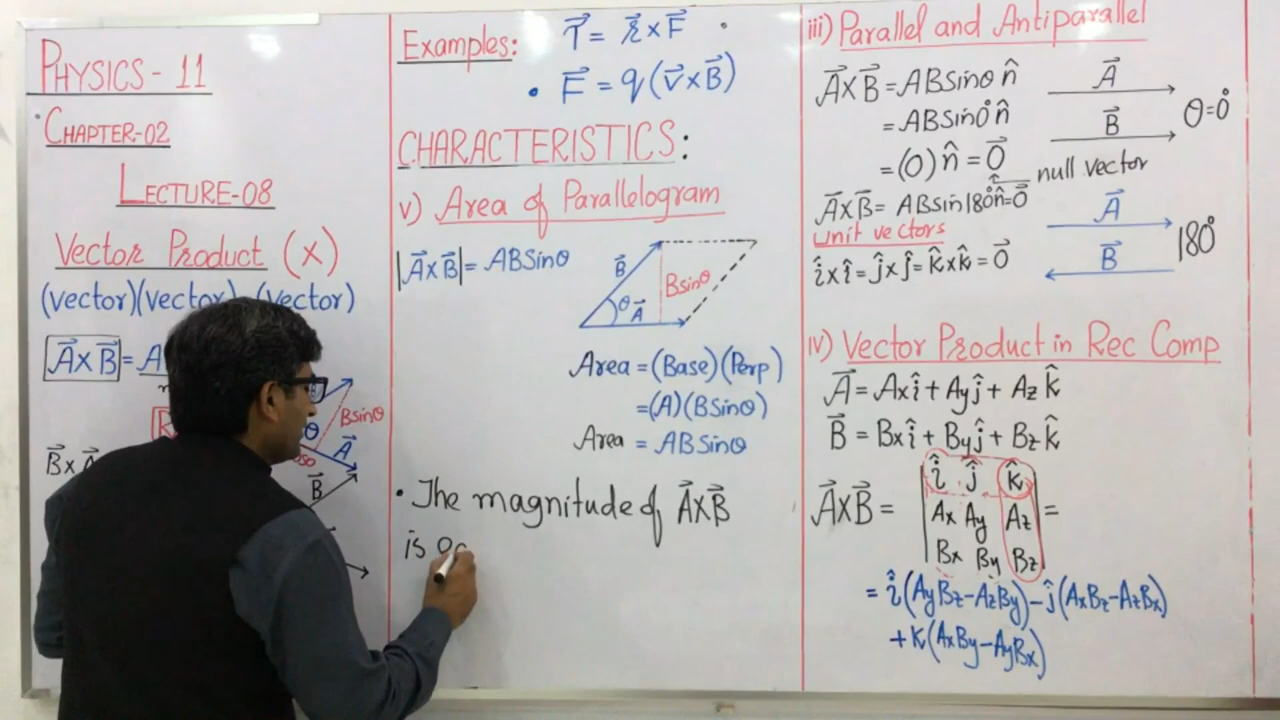 PHYSICS - 11
CHAPTER-02
LECTURE-08
Vector Product (×)
(vector)(vector) (vector)
A⃗×B⃗ = A
B⃗×A⃗
θ
Bsinθ
A⃗
B⃗
Examples: τ⃗ = r⃗×F⃗
• F⃗ = q(v⃗×B⃗)
CHARACTERISTICS:
v) Area of Parallelogram
|A⃗×B⃗| = ABSinθ
B⃗
Bsinθ
θ A⃗
Area = (Base)(Perp)
= (A)(BSinθ)
Area = ABSinθ
• The magnitude of A⃗×B⃗
is
iii) Parallel and Antiparallel
A⃗×B⃗ = ABSinθ n̂
= ABSin0° n̂
= (0) n̂ = 0⃗
null vector
A⃗
B⃗
θ=0°
A⃗×B⃗ = ABsin180° n̂ = 0⃗
A⃗
B⃗
180°
unit vectors
î×î = ĵ×ĵ = k̂×k̂ = 0⃗
iv) Vector Product in Rec Comp
A⃗ = Axî + Ayĵ + Az k̂
B⃗ = Bxî + Byĵ + Bz k̂
î ĵ k̂
A⃗×B⃗ = | Ax Ay Az | =
Bx By Bz
= î(AyBz-AzBy) - ĵ(AxBz-AzBx)
+ k(AxBy-AyBx)